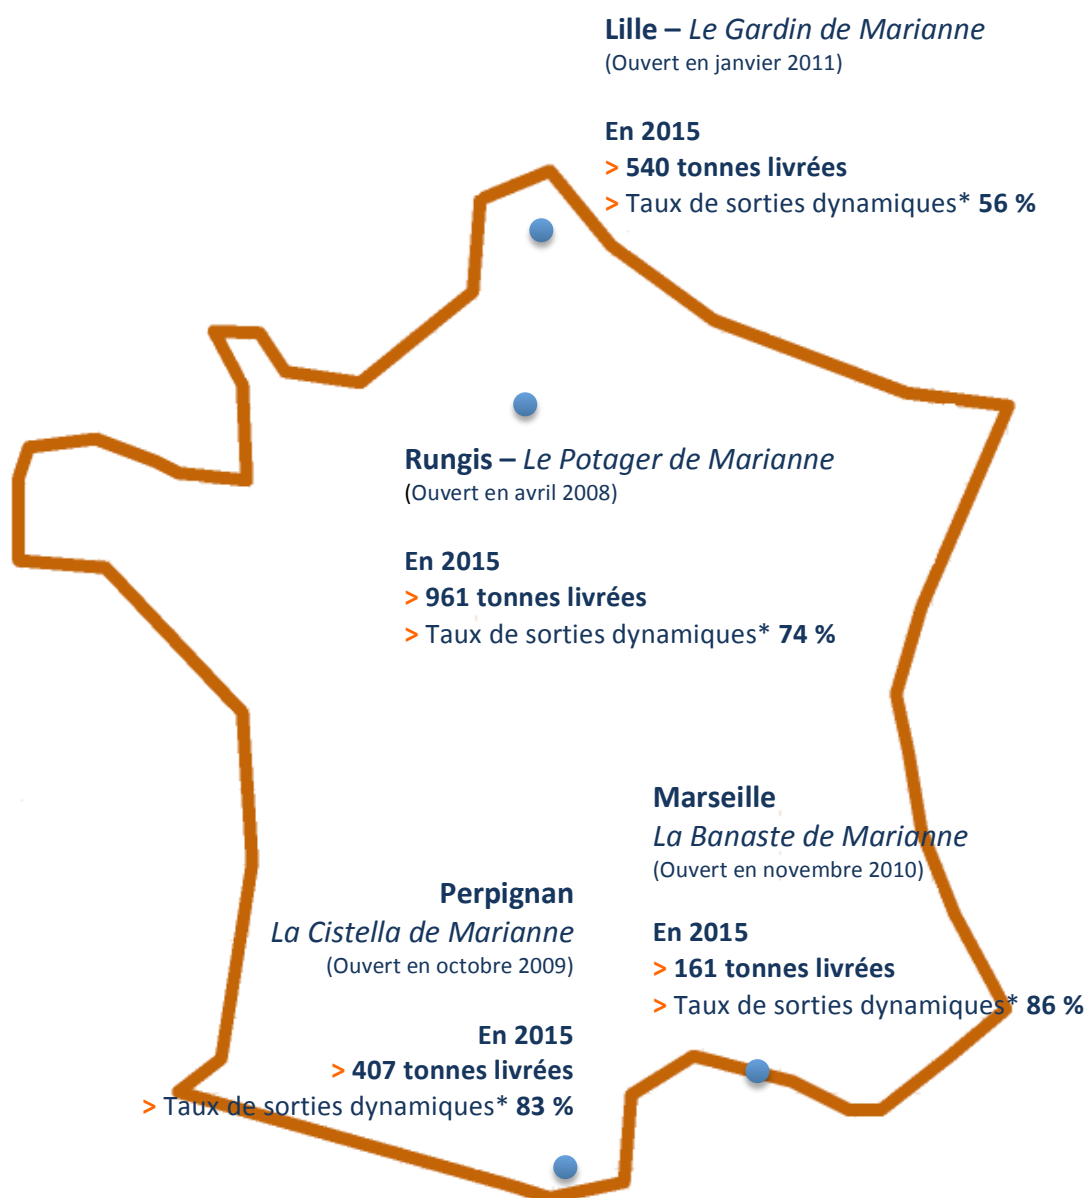 Lille – Le Gardin de Marianne
(Ouvert en janvier 2011)
En 2015
> 540 tonnes livrées
> Taux de sorties dynamiques* 56 %
Rungis – Le Potager de Marianne
(Ouvert en avril 2008)
En 2015
> 961 tonnes livrées
> Taux de sorties dynamiques* 74 %
Marseille
La Banaste de Marianne
(Ouvert en novembre 2010)
En 2015
> 161 tonnes livrées
> Taux de sorties dynamiques* 86 %
Perpignan
La Cistella de Marianne
(Ouvert en octobre 2009)
En 2015
> 407 tonnes livrées
> Taux de sorties dynamiques* 83 %